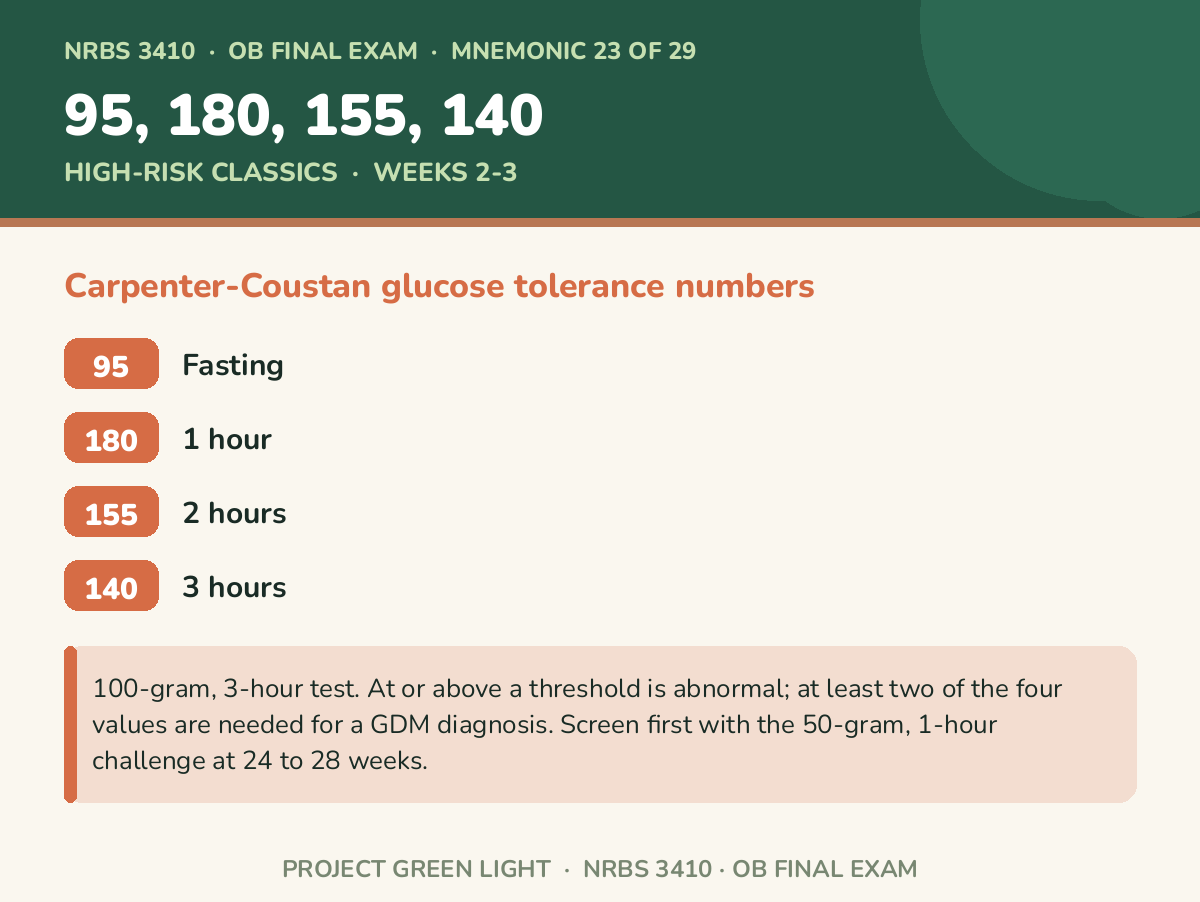 NRBS 3410 · OB FINAL EXAM · MNEMONIC 23 OF 29
95, 180, 155, 140
HIGH-RISK CLASSICS · WEEKS 2-3
Carpenter-Coustan glucose tolerance numbers
95 Fasting
180 1 hour
155 2 hours
140 3 hours
100-gram, 3-hour test. At or above a threshold is abnormal; at least two of the four
values are needed for a GDM diagnosis. Screen first with the 50-gram, 1-hour
challenge at 24 to 28 weeks.
PROJECT GREEN LIGHT · NRBS 3410 · OB FINAL EXAM